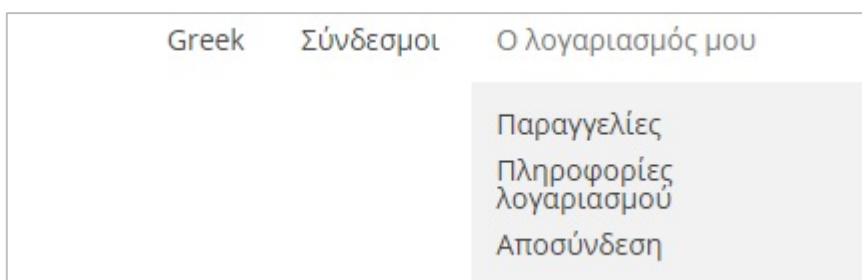 Greek Σύνδεσμοι Ο λογαριασμός μου
Παραγγελίες
Πληροφορίες
λογαριασμού
Αποσύνδεση